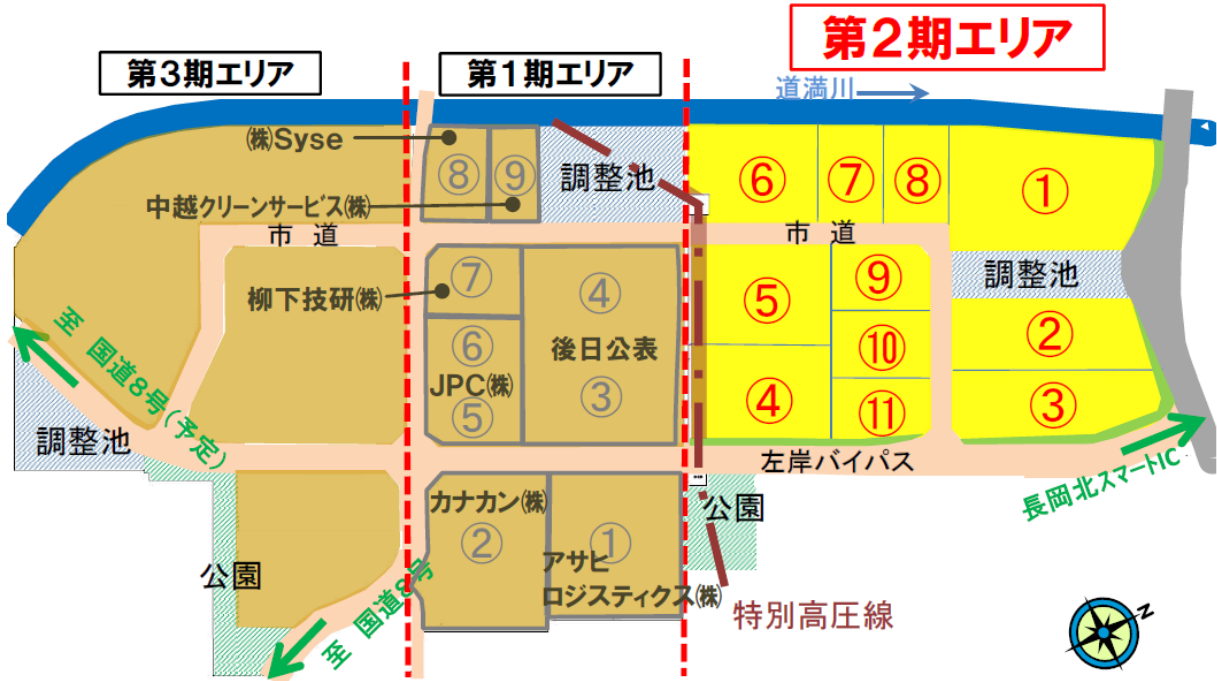 第3期エリア
第1期エリア
第2期エリア
道満川
㈱Syse
⑧
⑨
調整池
⑥
⑦
⑧
①
中越クリーンサービス㈱
市 道
市 道
調整池
柳下技研㈱
⑦
④
⑤
⑨
②
後日公表
⑥
JPC㈱
⑤
③
⑩
④
⑪
③
至 国道8号(予定)
調整池
左岸バイパス
長岡北スマートIC
カナカン㈱
②
①
アサヒ
ロジスティクス㈱
公園
公園
至 国道8号
特別高圧線
N